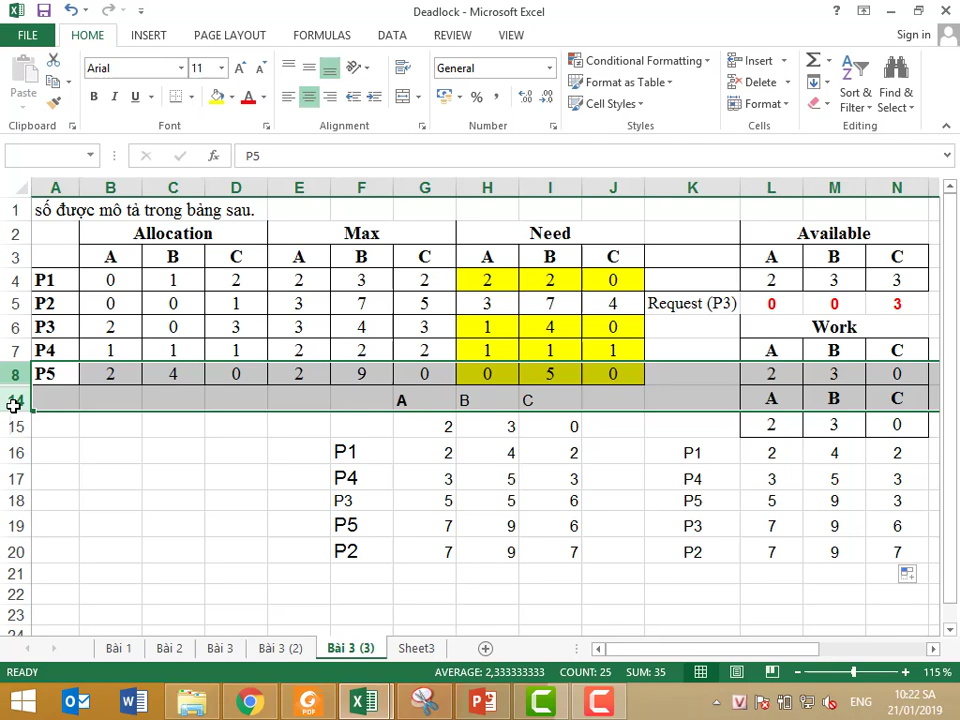 Deadlock - Microsoft Excel
FILE HOME INSERT PAGE LAYOUT FORMULAS DATA REVIEW VIEW Sign in
Paste Arial 11 General Conditional Formatting Insert
Format as Table Delete Sort & Find &
B I U A % Cell Styles Format Filter Select
Clipboard Font Alignment Number Styles Cells Editing
P5
A B C D E F G H I J K L M N
1 số được mô tả trong bảng sau.
2 Allocation Max Need Available
3 A B C A B C A B C A B C
4 P1 0 1 2 2 3 2 2 2 0 2 3 3
5 P2 0 0 1 3 7 5 3 7 4 Request (P3) 0 0 3
6 P3 2 0 3 3 4 3 1 4 0 Work
7 P4 1 1 1 2 2 2 1 1 1 A B C
8 P5 2 4 0 2 9 0 0 5 0 2 3 0
14 A B C A B C
15 2 3 0 2 3 0
16 P1 2 4 2 P1 2 4 2
17 P4 3 5 3 P4 3 5 3
18 P3 5 5 6 P5 5 9 3
19 P5 7 9 6 P3 7 9 6
20 P2 7 9 7 P2 7 9 7
21
22
23
24
Bài 1 Bài 2 Bài 3 Bài 3 (2) Bài 3 (3) Sheet3
READY AVERAGE: 2,333333333 COUNT: 25 SUM: 35 115 %
ENG 10:22 SA
21/01/2019